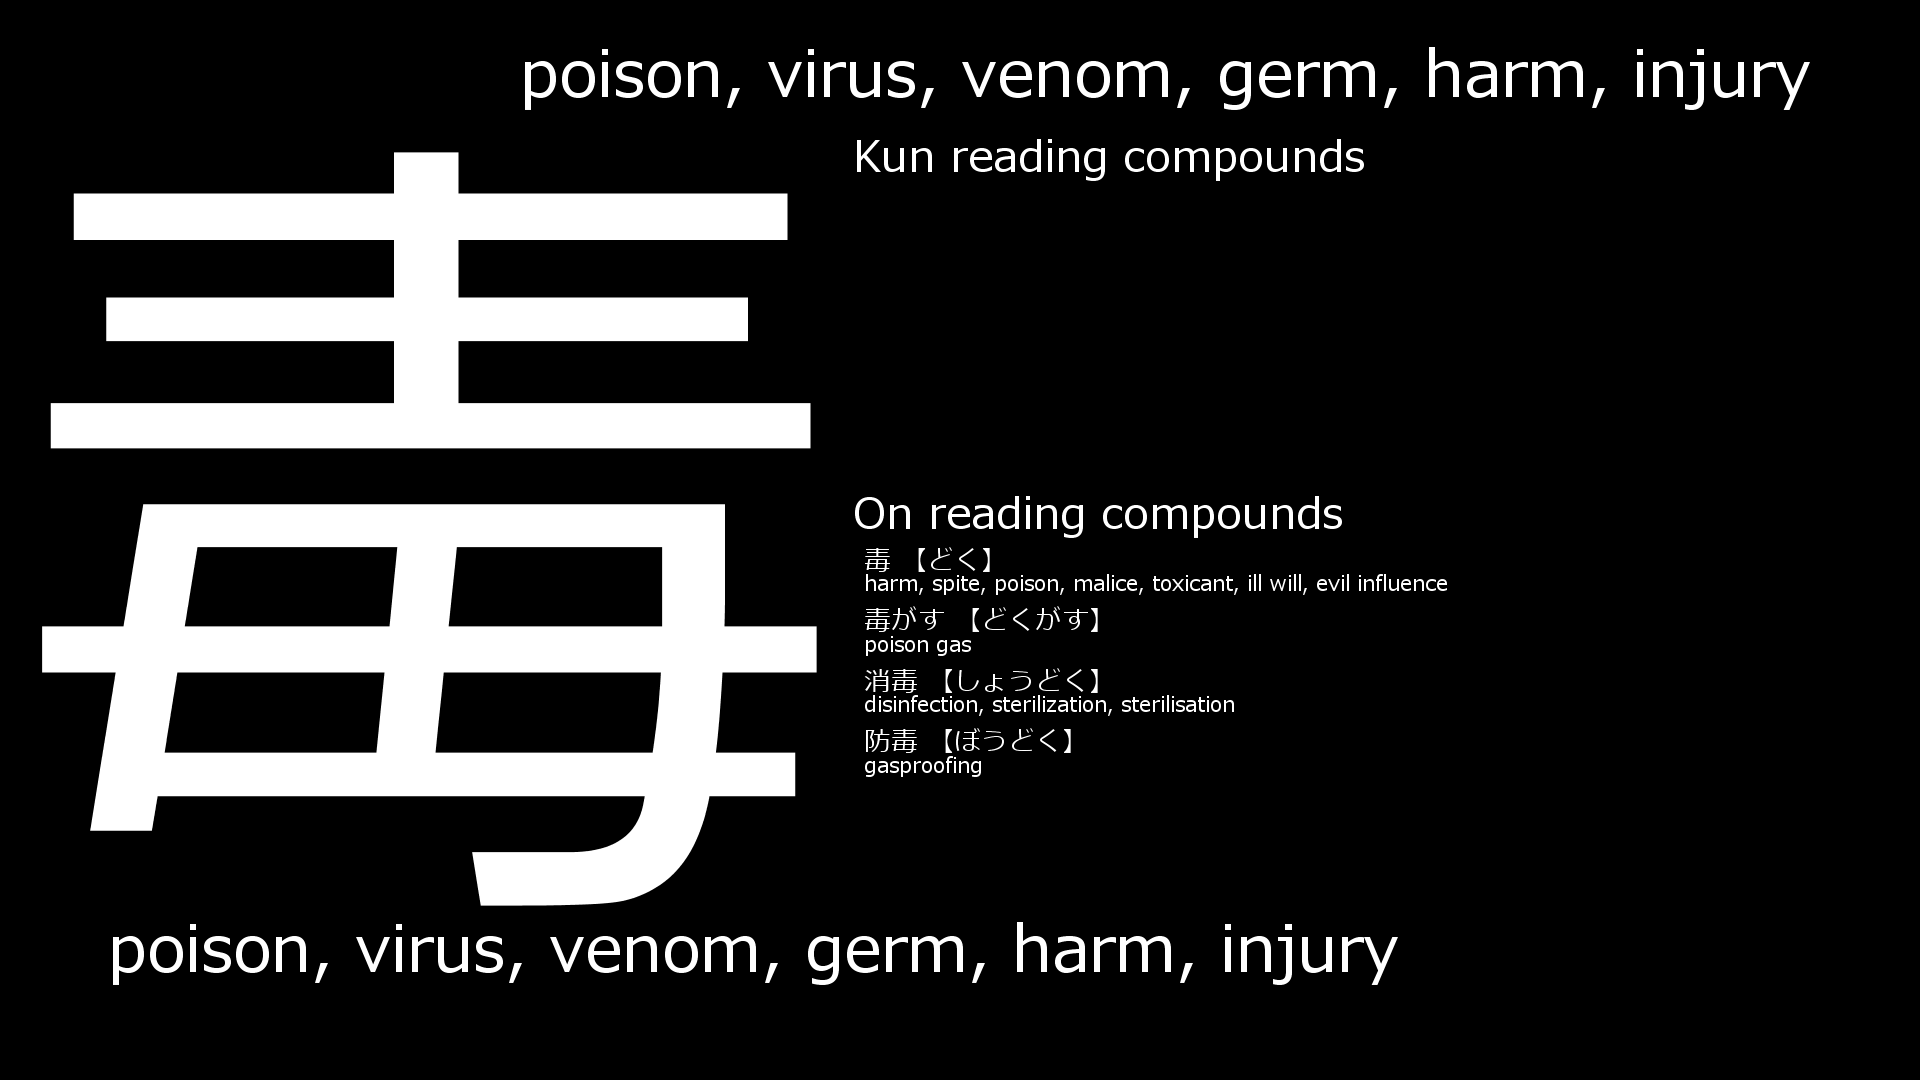 poison, virus, venom, germ, harm, injury
毒
Kun reading compounds
On reading compounds
毒 【どく】
harm, spite, poison, malice, toxicant, ill will, evil influence
毒がす 【どくがす】
poison gas
消毒 【しょうどく】
disinfection, sterilization, sterilisation
防毒 【ぼうどく】
gasproofing
poison, virus, venom, germ, harm, injury